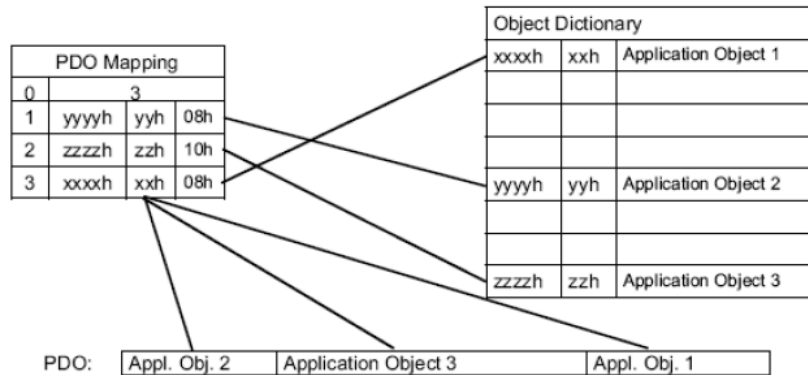 PDO Mapping
0 3
1 yyyyh yyh 08h
2 zzzzh zzh 10h
3 xxxxh xxh 08h
Object Dictionary
xxxxh xxh Application Object 1
yyyyh yyh Application Object 2
zzzzh zzh Application Object 3
PDO: Appl. Obj. 2 Application Object 3 Appl. Obj. 1